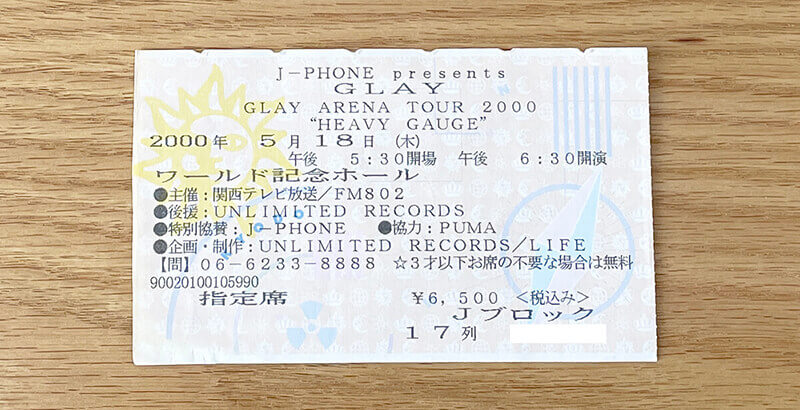 J-PHONE presents
GLAY
GLAY ARENA TOUR 2000
“HEAVY GAUGE”
2000年 5月18日 (木)
午後 5:30開場 午後 6:30開演
ワールド記念ホール
●主催:関西テレビ放送/FM802
●後援:UNLIMITED RECORDS
●特別協賛:J-PHONE ●協力:PUMA
●企画・制作:UNLIMITED RECORDS/LIFE
【問】06-6233-8888 ☆3才以下お席の不要な場合は無料
90020100105990
指定席 ¥6,500 <税込み>
Jブロック
17列